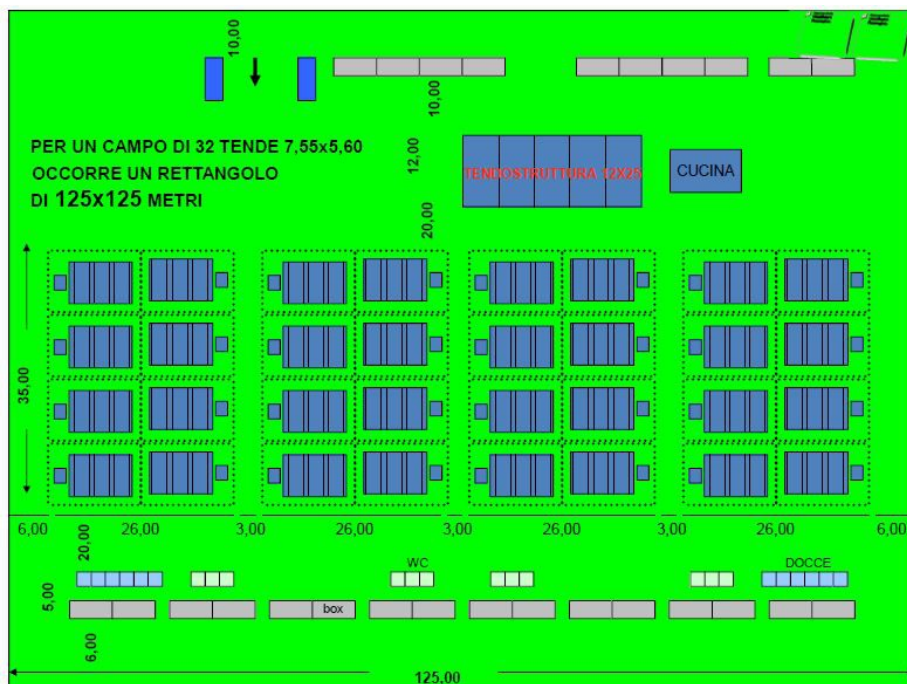 10,00
10,00
PER UN CAMPO DI 32 TENDE 7,55x5,60
OCCORRE UN RETTANGOLO
DI 125x125 METRI
12,00
TENDOSTRUTTURA 12X25
CUCINA
20,00
35,00
6,00 26,00 3,00 26,00 3,00 26,00 3,00 26,00 6,00
20,00
WC
DOCCE
5,00
box
6,00
125,00